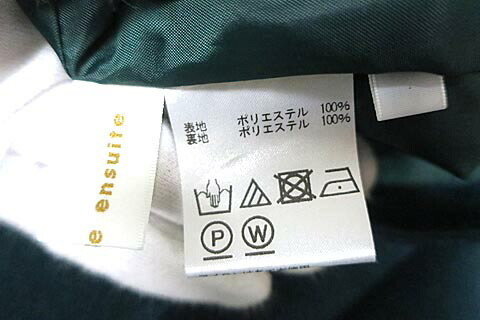 e ensuite
表地 ポリエステル 100%
裏地 ポリエステル 100%
P W